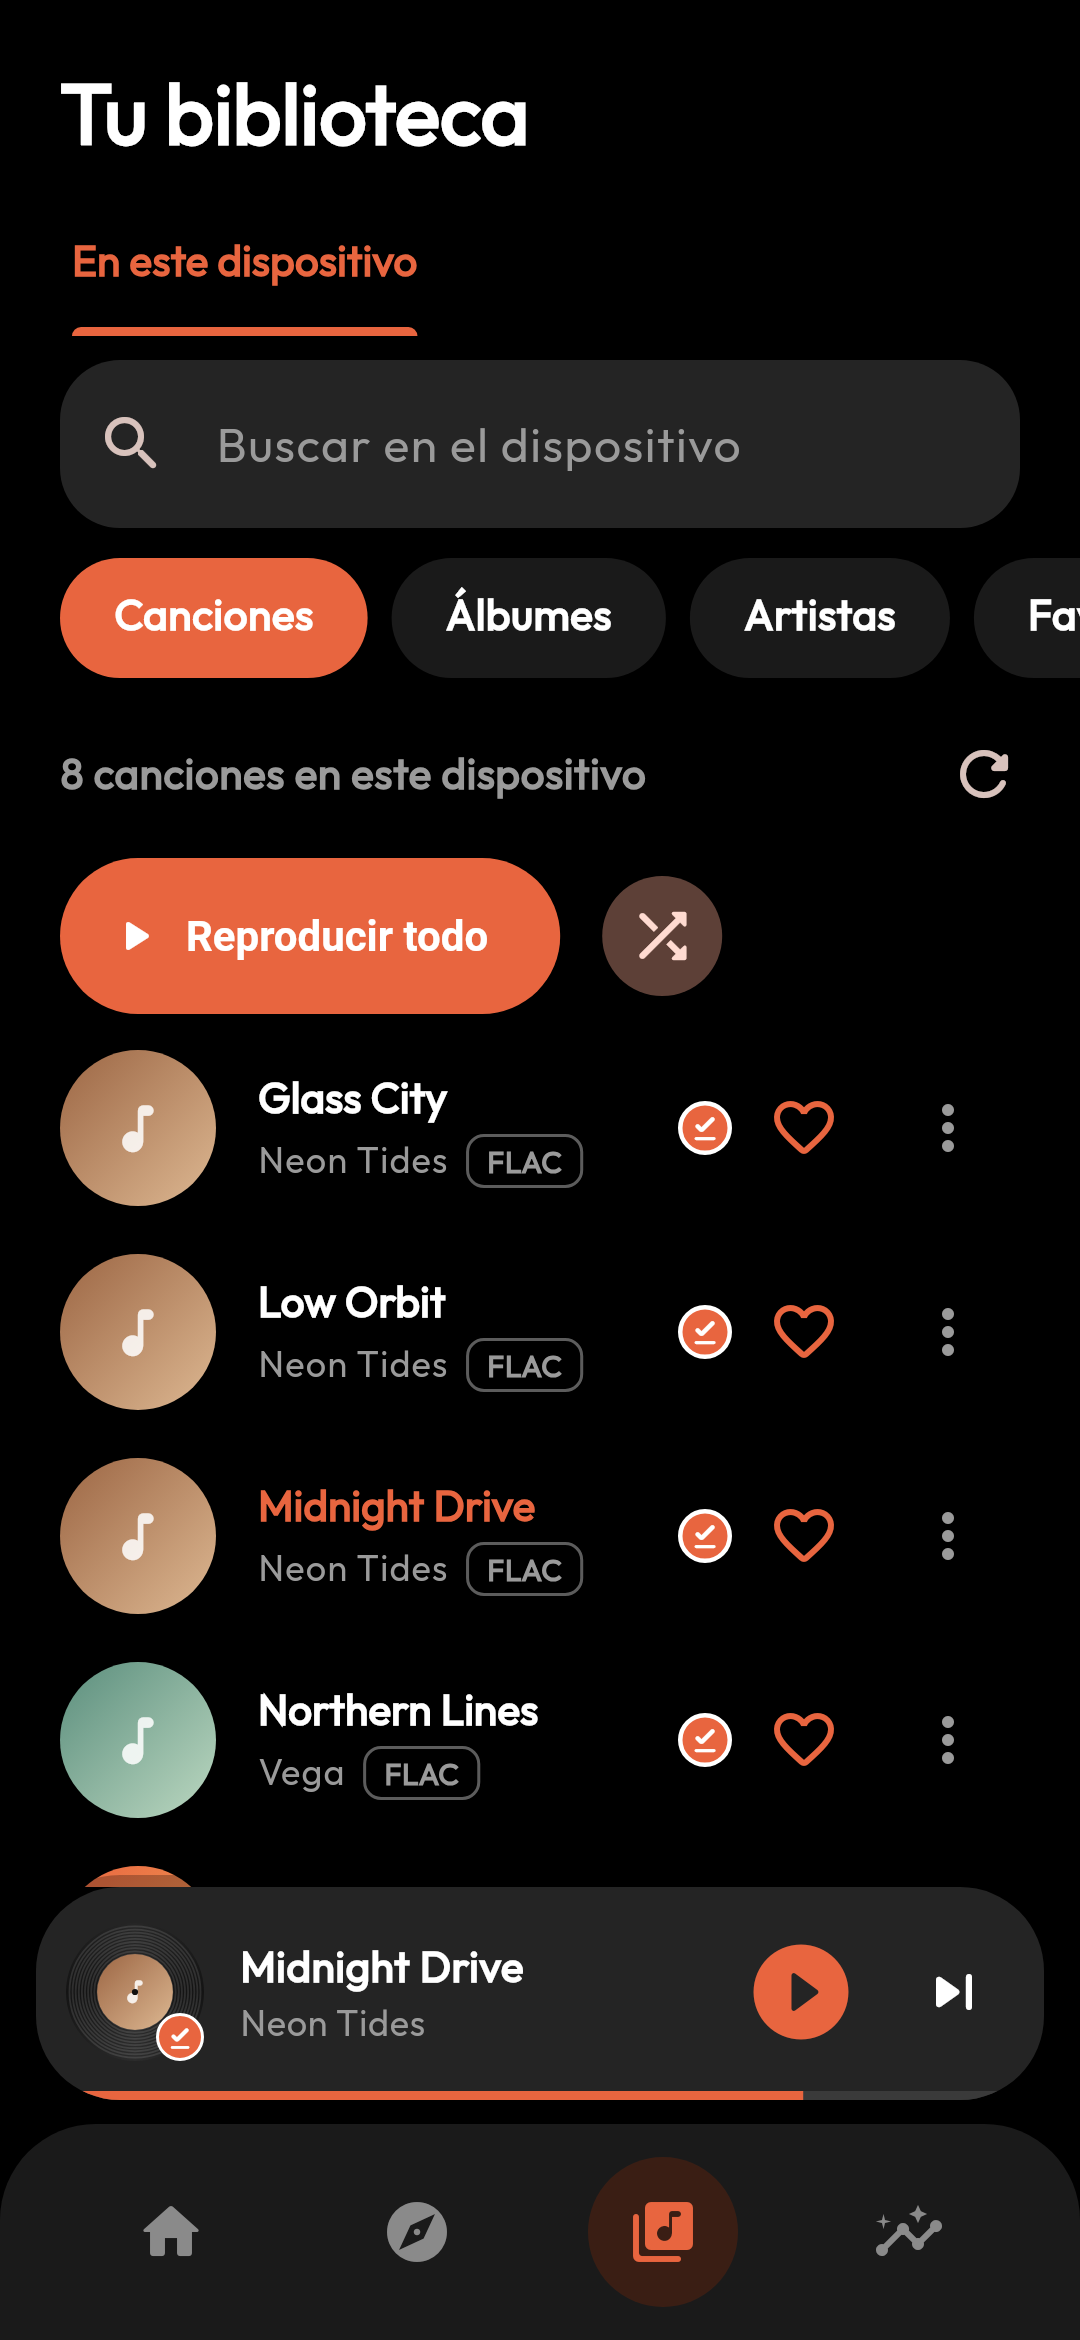 Tu biblioteca
En este dispositivo
Buscar en el dispositivo
Canciones Álbumes Artistas Fav
8 canciones en este dispositivo
Reproducir todo
Glass City
Neon Tides FLAC
Low Orbit
Neon Tides FLAC
Midnight Drive
Neon Tides FLAC
Northern Lines
Vega FLAC
Midnight Drive
Neon Tides